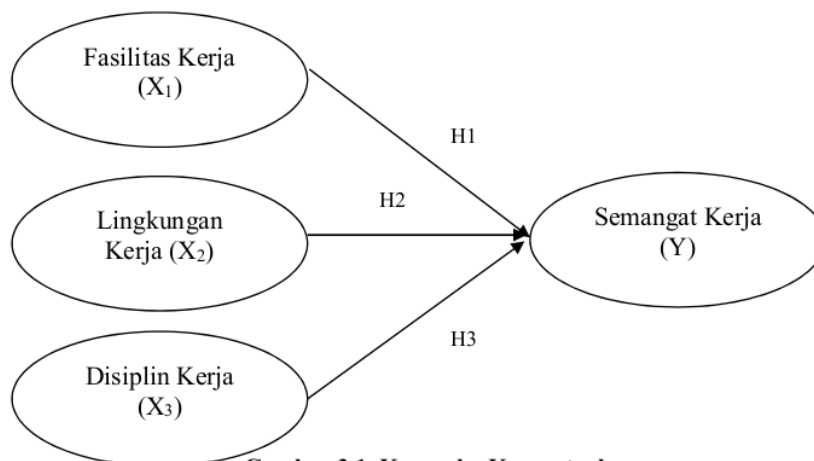 Fasilitas Kerja
(X₁)
H1
H2
Lingkungan
Kerja (X₂)
Semangat Kerja
(Y)
H3
Disiplin Kerja
(X₃)